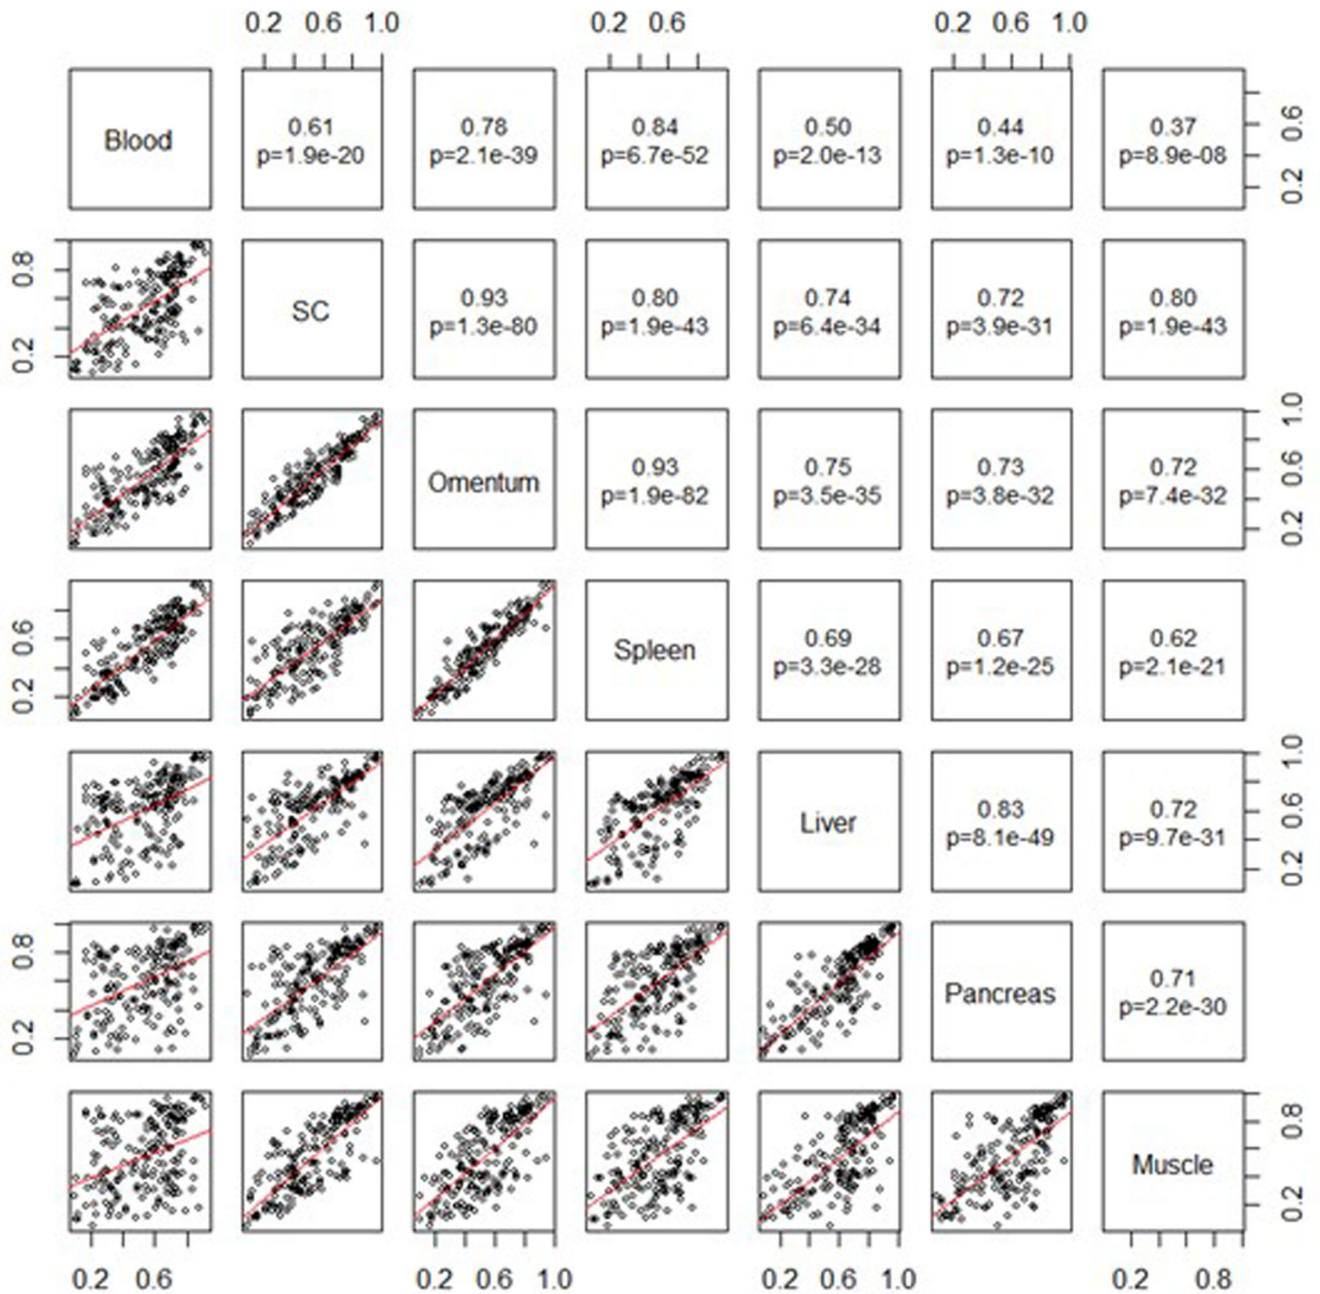 0.2 0.6 1.0 0.2 0.6 0.2 0.6 1.0
Blood
0.61
p=1.9e-20
0.78
p=2.1e-39
0.84
p=6.7e-52
0.50
p=2.0e-13
0.44
p=1.3e-10
0.37
p=8.9e-08
0.6
0.2
0.8
0.2
SC
0.93
p=1.3e-80
0.80
p=1.9e-43
0.74
p=6.4e-34
0.72
p=3.9e-31
0.80
p=1.9e-43
Omentum
0.93
p=1.9e-82
0.75
p=3.5e-35
0.73
p=3.8e-32
0.72
p=7.4e-32
1.0
0.6
0.2
0.6
0.2
Spleen
0.69
p=3.3e-28
0.67
p=1.2e-25
0.62
p=2.1e-21
Liver
0.83
p=8.1e-49
0.72
p=9.7e-31
1.0
0.6
0.2
0.8
0.2
Pancreas
0.71
p=2.2e-30
Muscle
0.8
0.2
0.2 0.6 0.2 0.6 1.0 0.2 0.6 1.0 0.2 0.8